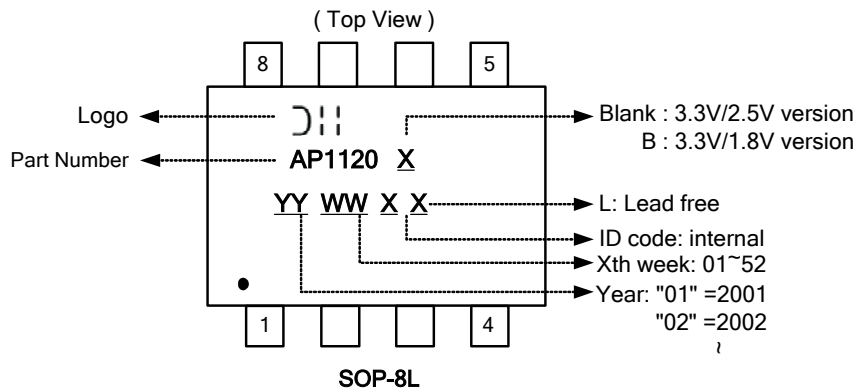 ( Top View )
8 5
Logo
Blank : 3.3V/2.5V version
B : 3.3V/1.8V version
Part Number
AP1120 X
YY WW X X
L: Lead free
ID code: internal
Xth week: 01~52
Year: "01" =2001
"02" =2002
~
1 4
SOP-8L